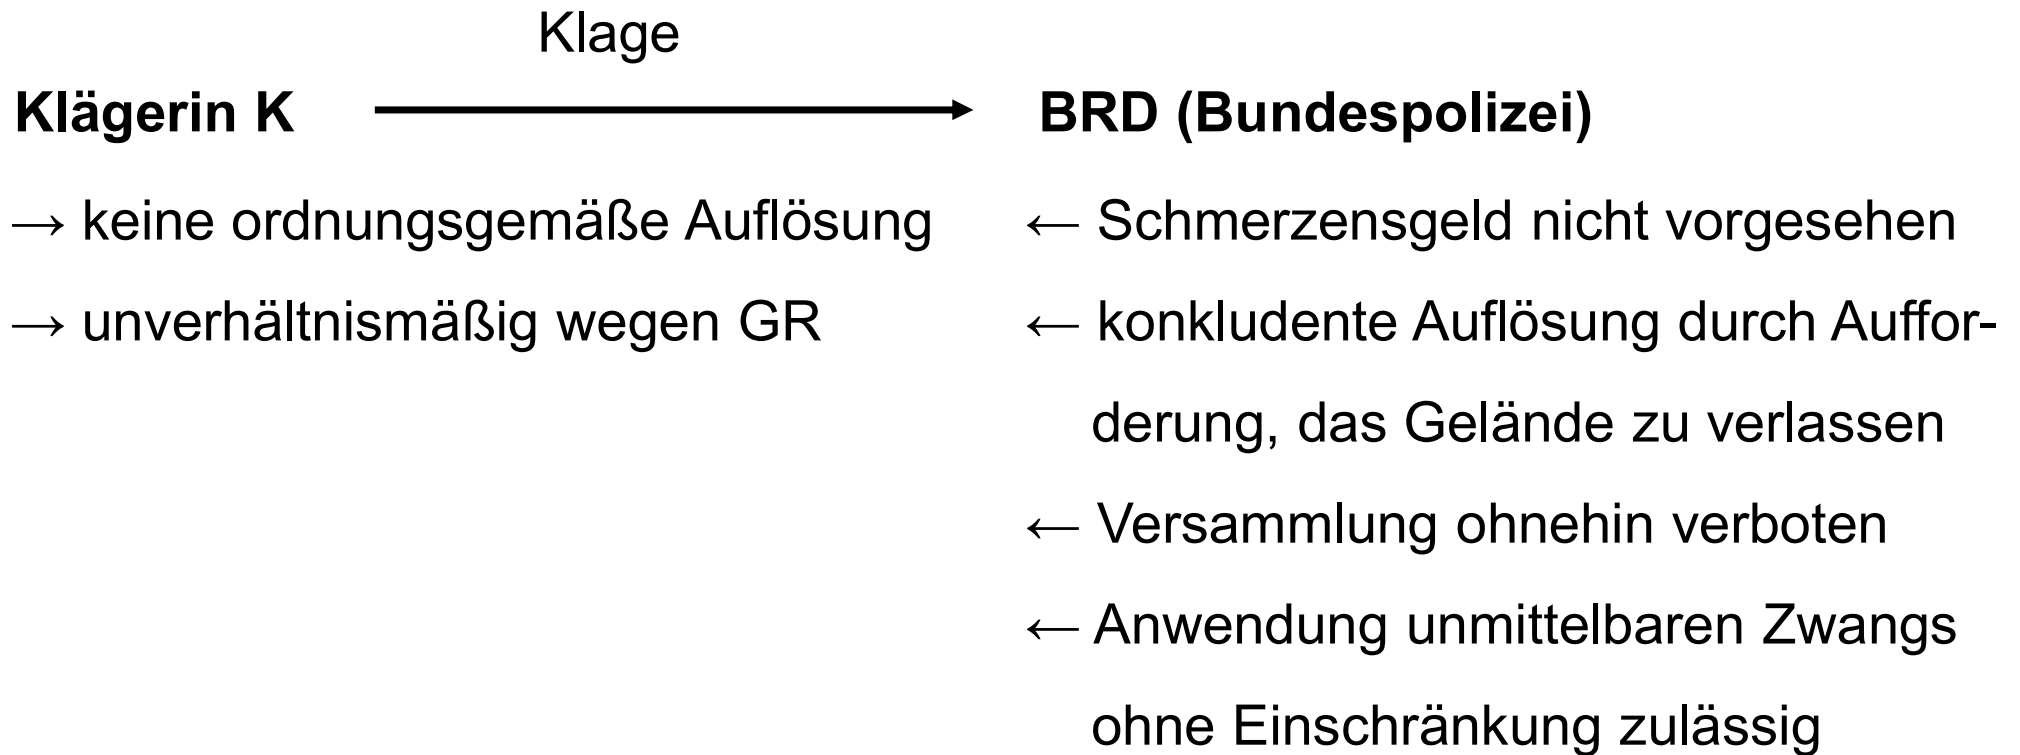 Klage
Klägerin K
BRD (Bundespolizei)
→ keine ordnungsgemäße Auflösung
→ unverhältnismäßig wegen GR
← Schmerzensgeld nicht vorgesehen
← konkludente Auflösung durch Auffor-
derung, das Gelände zu verlassen
← Versammlung ohnehin verboten
← Anwendung unmittelbaren Zwangs
ohne Einschränkung zulässig